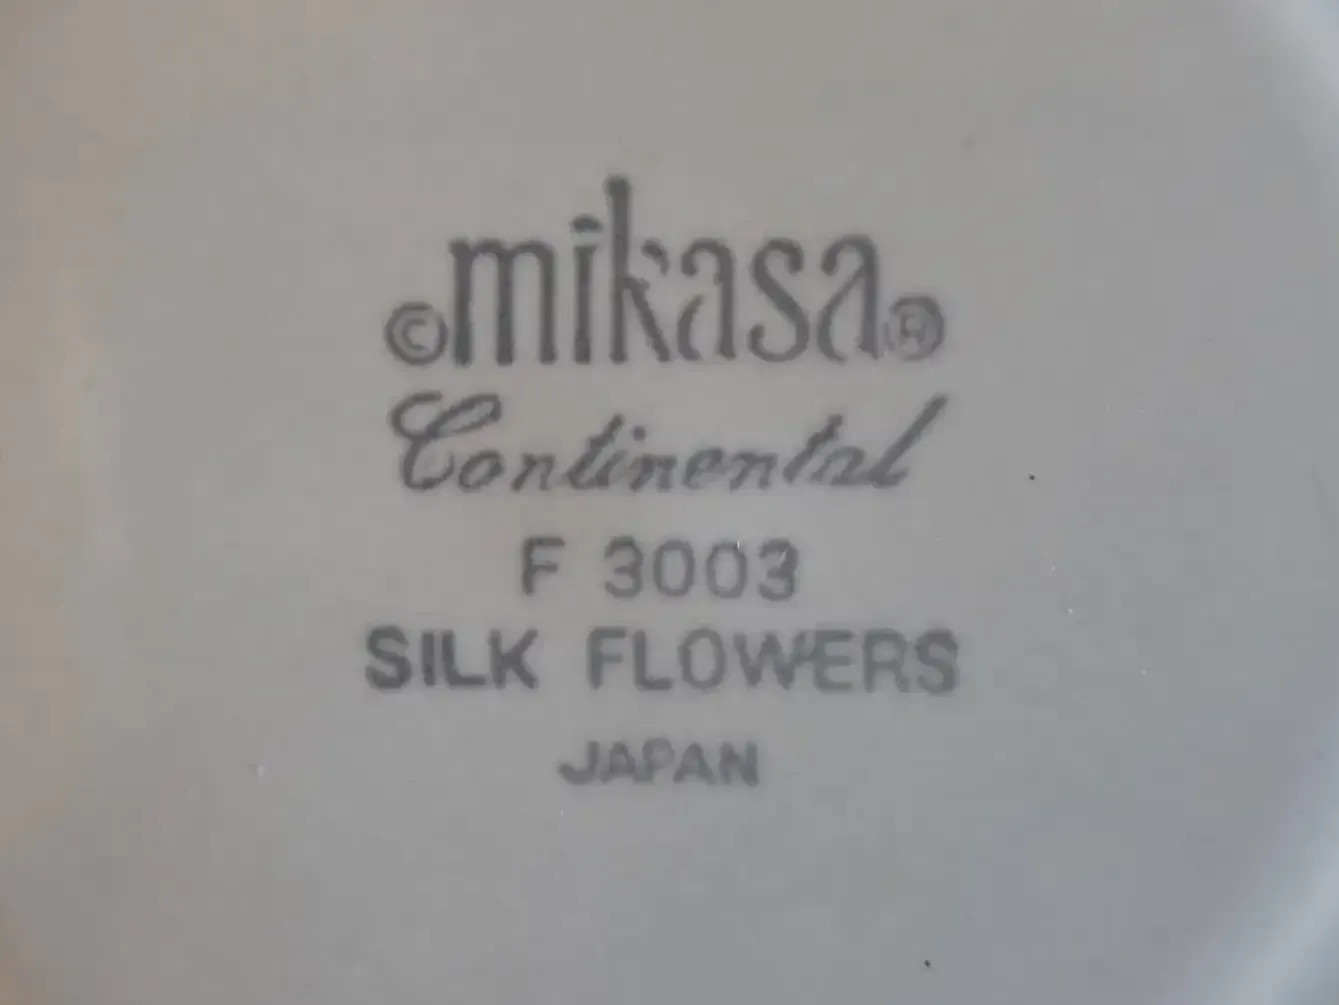 ©mikasa®
Continental
F 3003
SILK FLOWERS
JAPAN